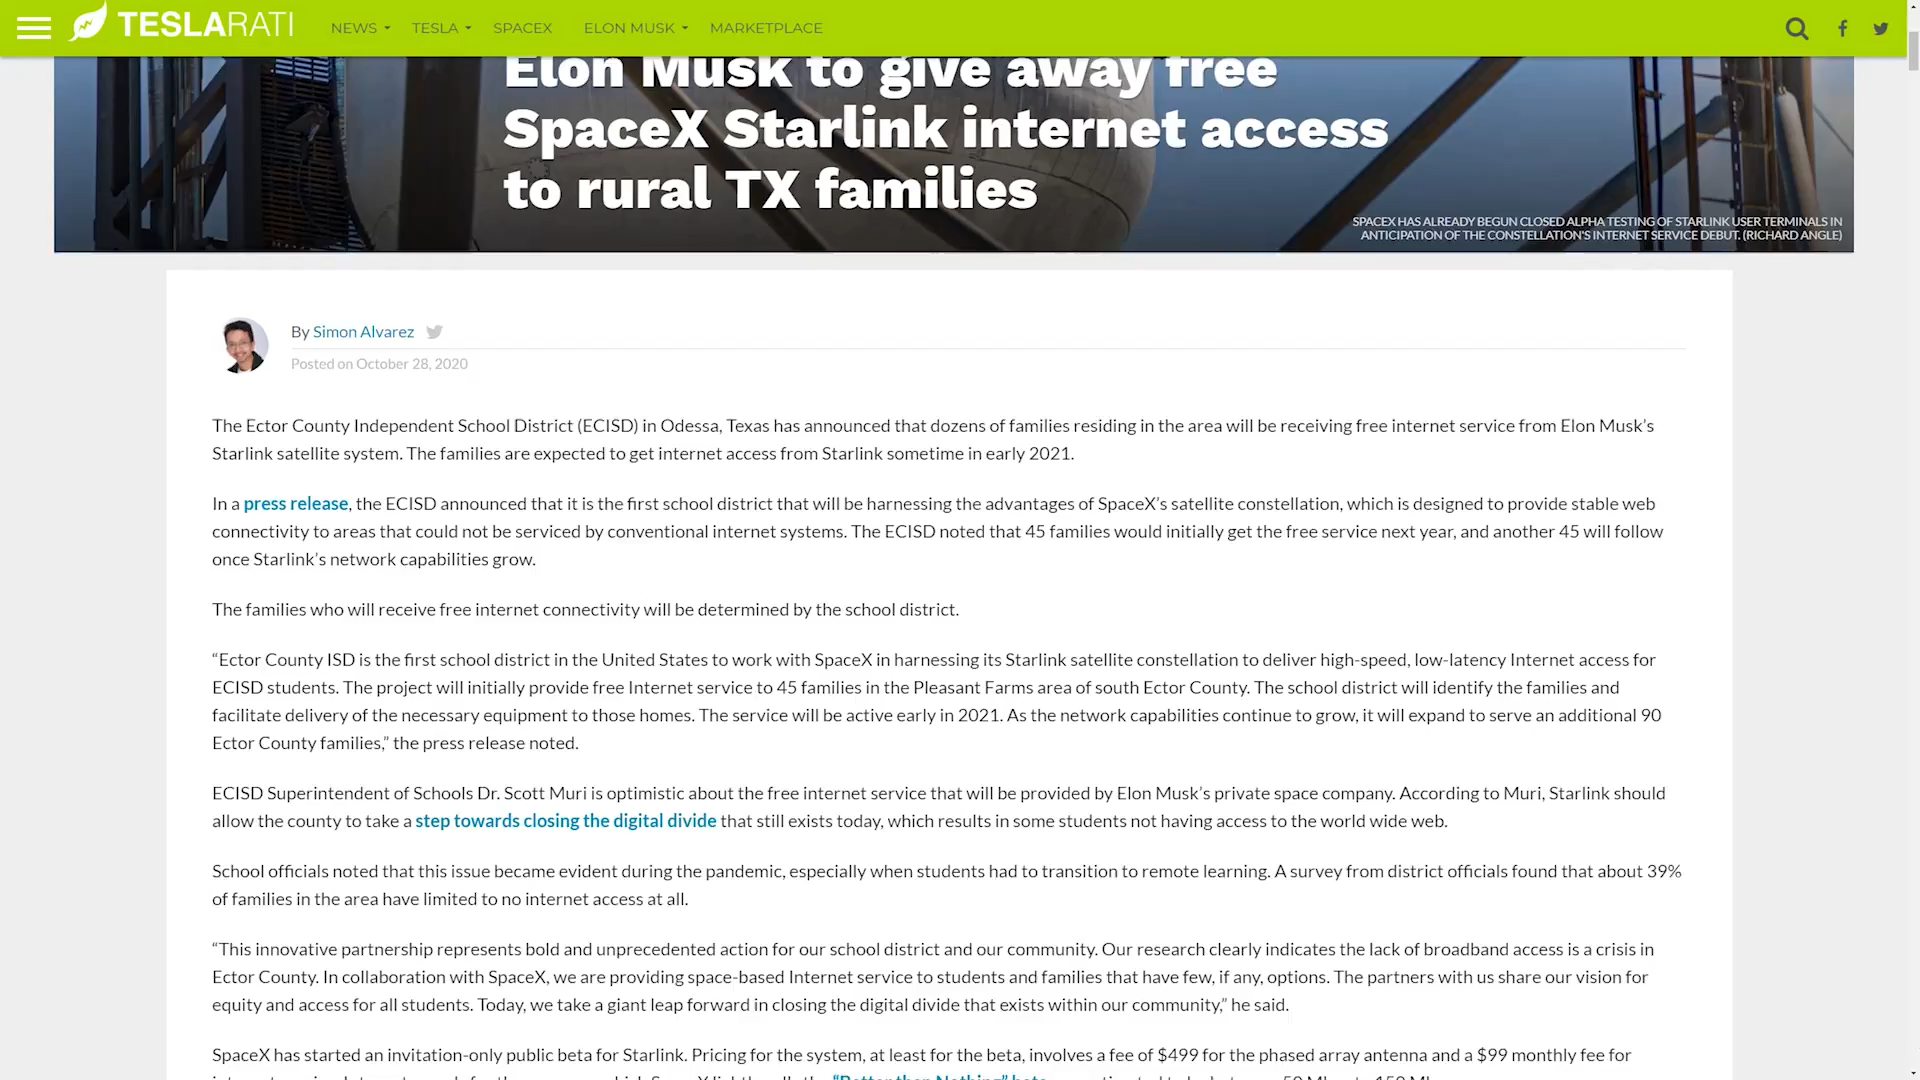 TESLARATI
NEWS TESLA SPACEX ELON MUSK MARKETPLACE
Elon Musk to give away free
SpaceX Starlink internet access
to rural TX families
SPACEX HAS ALREADY BEGUN CLOSED ALPHA TESTING OF STARLINK USER TERMINALS IN
ANTICIPATION OF THE CONSTELLATION'S INTERNET SERVICE DEBUT. (RICHARD ANGLE)
By Simon Alvarez
Posted on October 28, 2020
The Ector County Independent School District (ECISD) in Odessa, Texas has announced that dozens of families residing in the area will be receiving free internet service from Elon Musk’s
Starlink satellite system. The families are expected to get internet access from Starlink sometime in early 2021.
In a press release, the ECISD announced that it is the first school district that will be harnessing the advantages of SpaceX’s satellite constellation, which is designed to provide stable web
connectivity to areas that could not be serviced by conventional internet systems. The ECISD noted that 45 families would initially get the free service next year, and another 45 will follow
once Starlink’s network capabilities grow.
The families who will receive free internet connectivity will be determined by the school district.
“Ector County ISD is the first school district in the United States to work with SpaceX in harnessing its Starlink satellite constellation to deliver high-speed, low-latency Internet access for
ECISD students. The project will initially provide free Internet service to 45 families in the Pleasant Farms area of south Ector County. The school district will identify the families and
facilitate delivery of the necessary equipment to those homes. The service will be active early in 2021. As the network capabilities continue to grow, it will expand to serve an additional 90
Ector County families,” the press release noted.
ECISD Superintendent of Schools Dr. Scott Muri is optimistic about the free internet service that will be provided by Elon Musk’s private space company. According to Muri, Starlink should
allow the county to take a step towards closing the digital divide that still exists today, which results in some students not having access to the world wide web.
School officials noted that this issue became evident during the pandemic, especially when students had to transition to remote learning. A survey from district officials found that about 39%
of families in the area have limited to no internet access at all.
“This innovative partnership represents bold and unprecedented action for our school district and our community. Our research clearly indicates the lack of broadband access is a crisis in
Ector County. In collaboration with SpaceX, we are providing space-based Internet service to students and families that have few, if any, options. The partners with us share our vision for
equity and access for all students. Today, we take a giant leap forward in closing the digital divide that exists within our community,” he said.
SpaceX has started an invitation-only public beta for Starlink. Pricing for the system, at least for the beta, involves a fee of $499 for the phased array antenna and a $99 monthly fee for
“Better than Nothing” beta